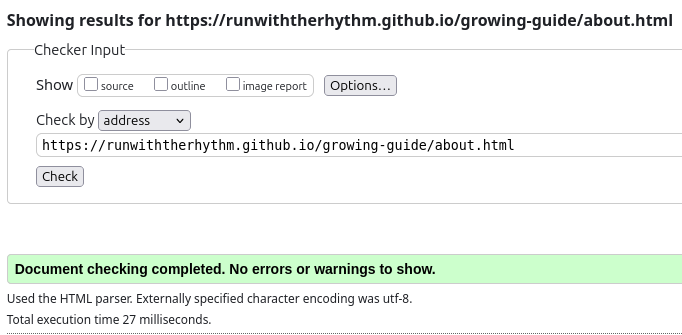 Showing results for https://runwiththerhythm.github.io/growing-guide/about.html
Checker Input
Show source outline image report Options...
Check by address
https://runwiththerhythm.github.io/growing-guide/about.html
Check
Document checking completed. No errors or warnings to show.
Used the HTML parser. Externally specified character encoding was utf-8.
Total execution time 27 milliseconds.